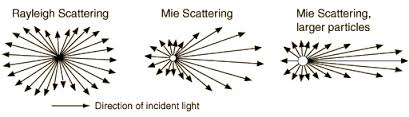 Rayleigh Scattering
Mie Scattering
Mie Scattering,
larger particles
Direction of incident light